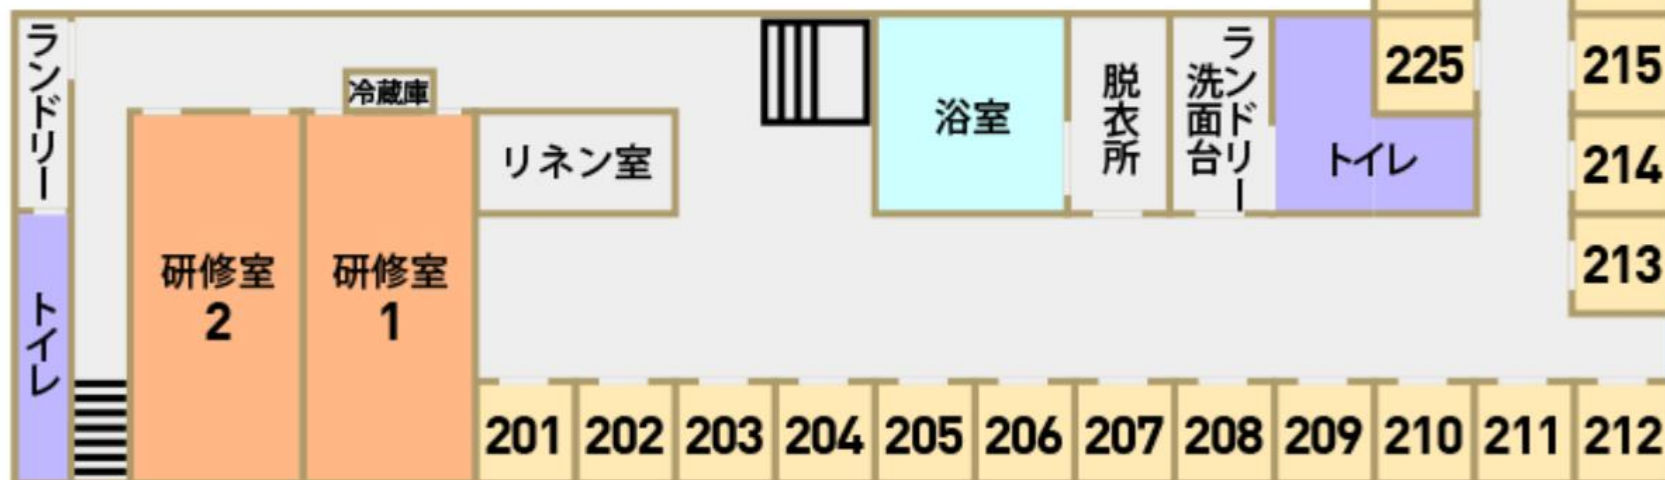 ランドリー
トイレ
冷蔵庫
研修室
2
研修室
1
リネン室
浴室
脱衣所
ランドリー
洗面台
トイレ
225
215
214
213
201
202
203
204
205
206
207
208
209
210
211
212